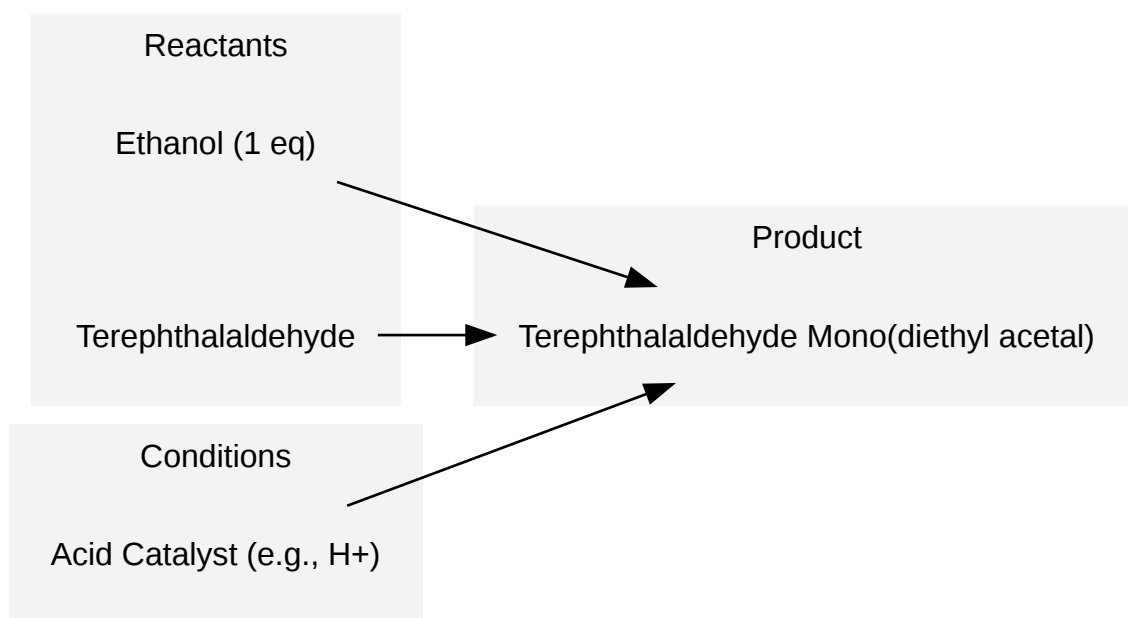 Reactants
Ethanol (1 eq)
Terephthalaldehyde
Product
Terephthalaldehyde Mono(diethyl acetal)
Conditions
Acid Catalyst (e.g., H+)